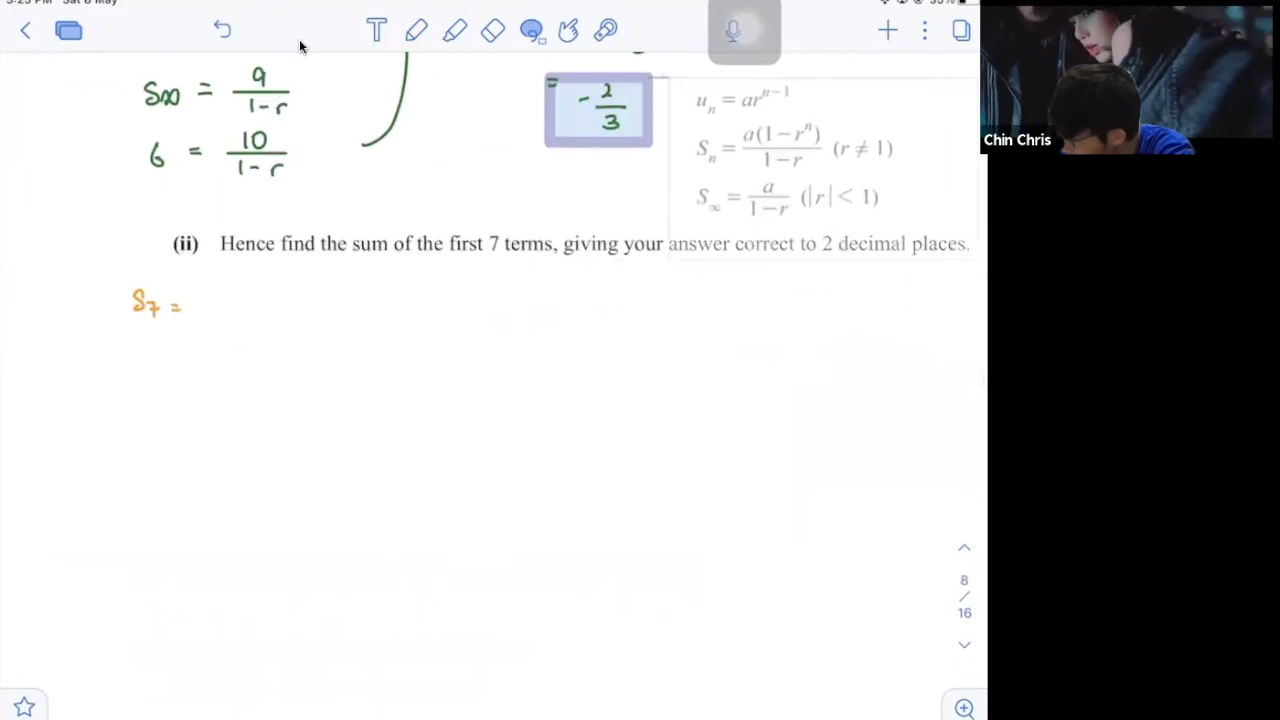 S∞ = 9/(1-r)
6 = 10/(1-r)
= -2/3
uₙ = arⁿ⁻¹
Sₙ = a(1-rⁿ)/(1-r) (r ≠ 1)
S∞ = a/(1-r) (|r| < 1)
Chin Chris
(ii) Hence find the sum of the first 7 terms, giving your answer correct to 2 decimal places.
S₇ =
8
/
16